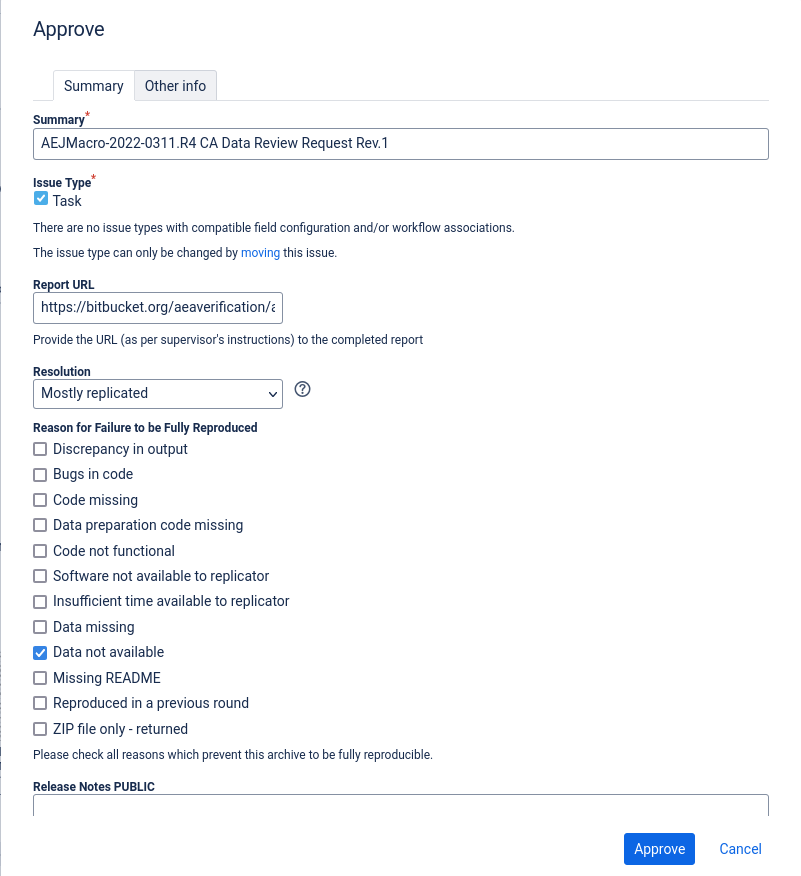 Approve
Summary
Other info
Summary*
AEJMacro-2022-0311.R4 CA Data Review Request Rev.1
Issue Type*
Task
There are no issue types with compatible field configuration and/or workflow associations.
The issue type can only be changed by moving this issue.
Report URL
https://bitbucket.org/aeaverification/a
Provide the URL (as per supervisor's instructions) to the completed report
Resolution
Mostly replicated
Reason for Failure to be Fully Reproduced
Discrepancy in output
Bugs in code
Code missing
Data preparation code missing
Code not functional
Software not available to replicator
Insufficient time available to replicator
Data missing
Data not available
Missing README
Reproduced in a previous round
ZIP file only - returned
Please check all reasons which prevent this archive to be fully reproducible.
Release Notes PUBLIC
Approve
Cancel